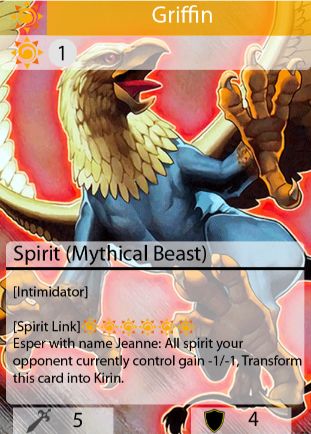 Griffin
1
Spirit (Mythical Beast)
[Intimidator]
[Spirit Link]
Esper with name Jeanne: All spirit your
opponent currently control gain -1/-1, Transform
this card into Kirin.
5
4